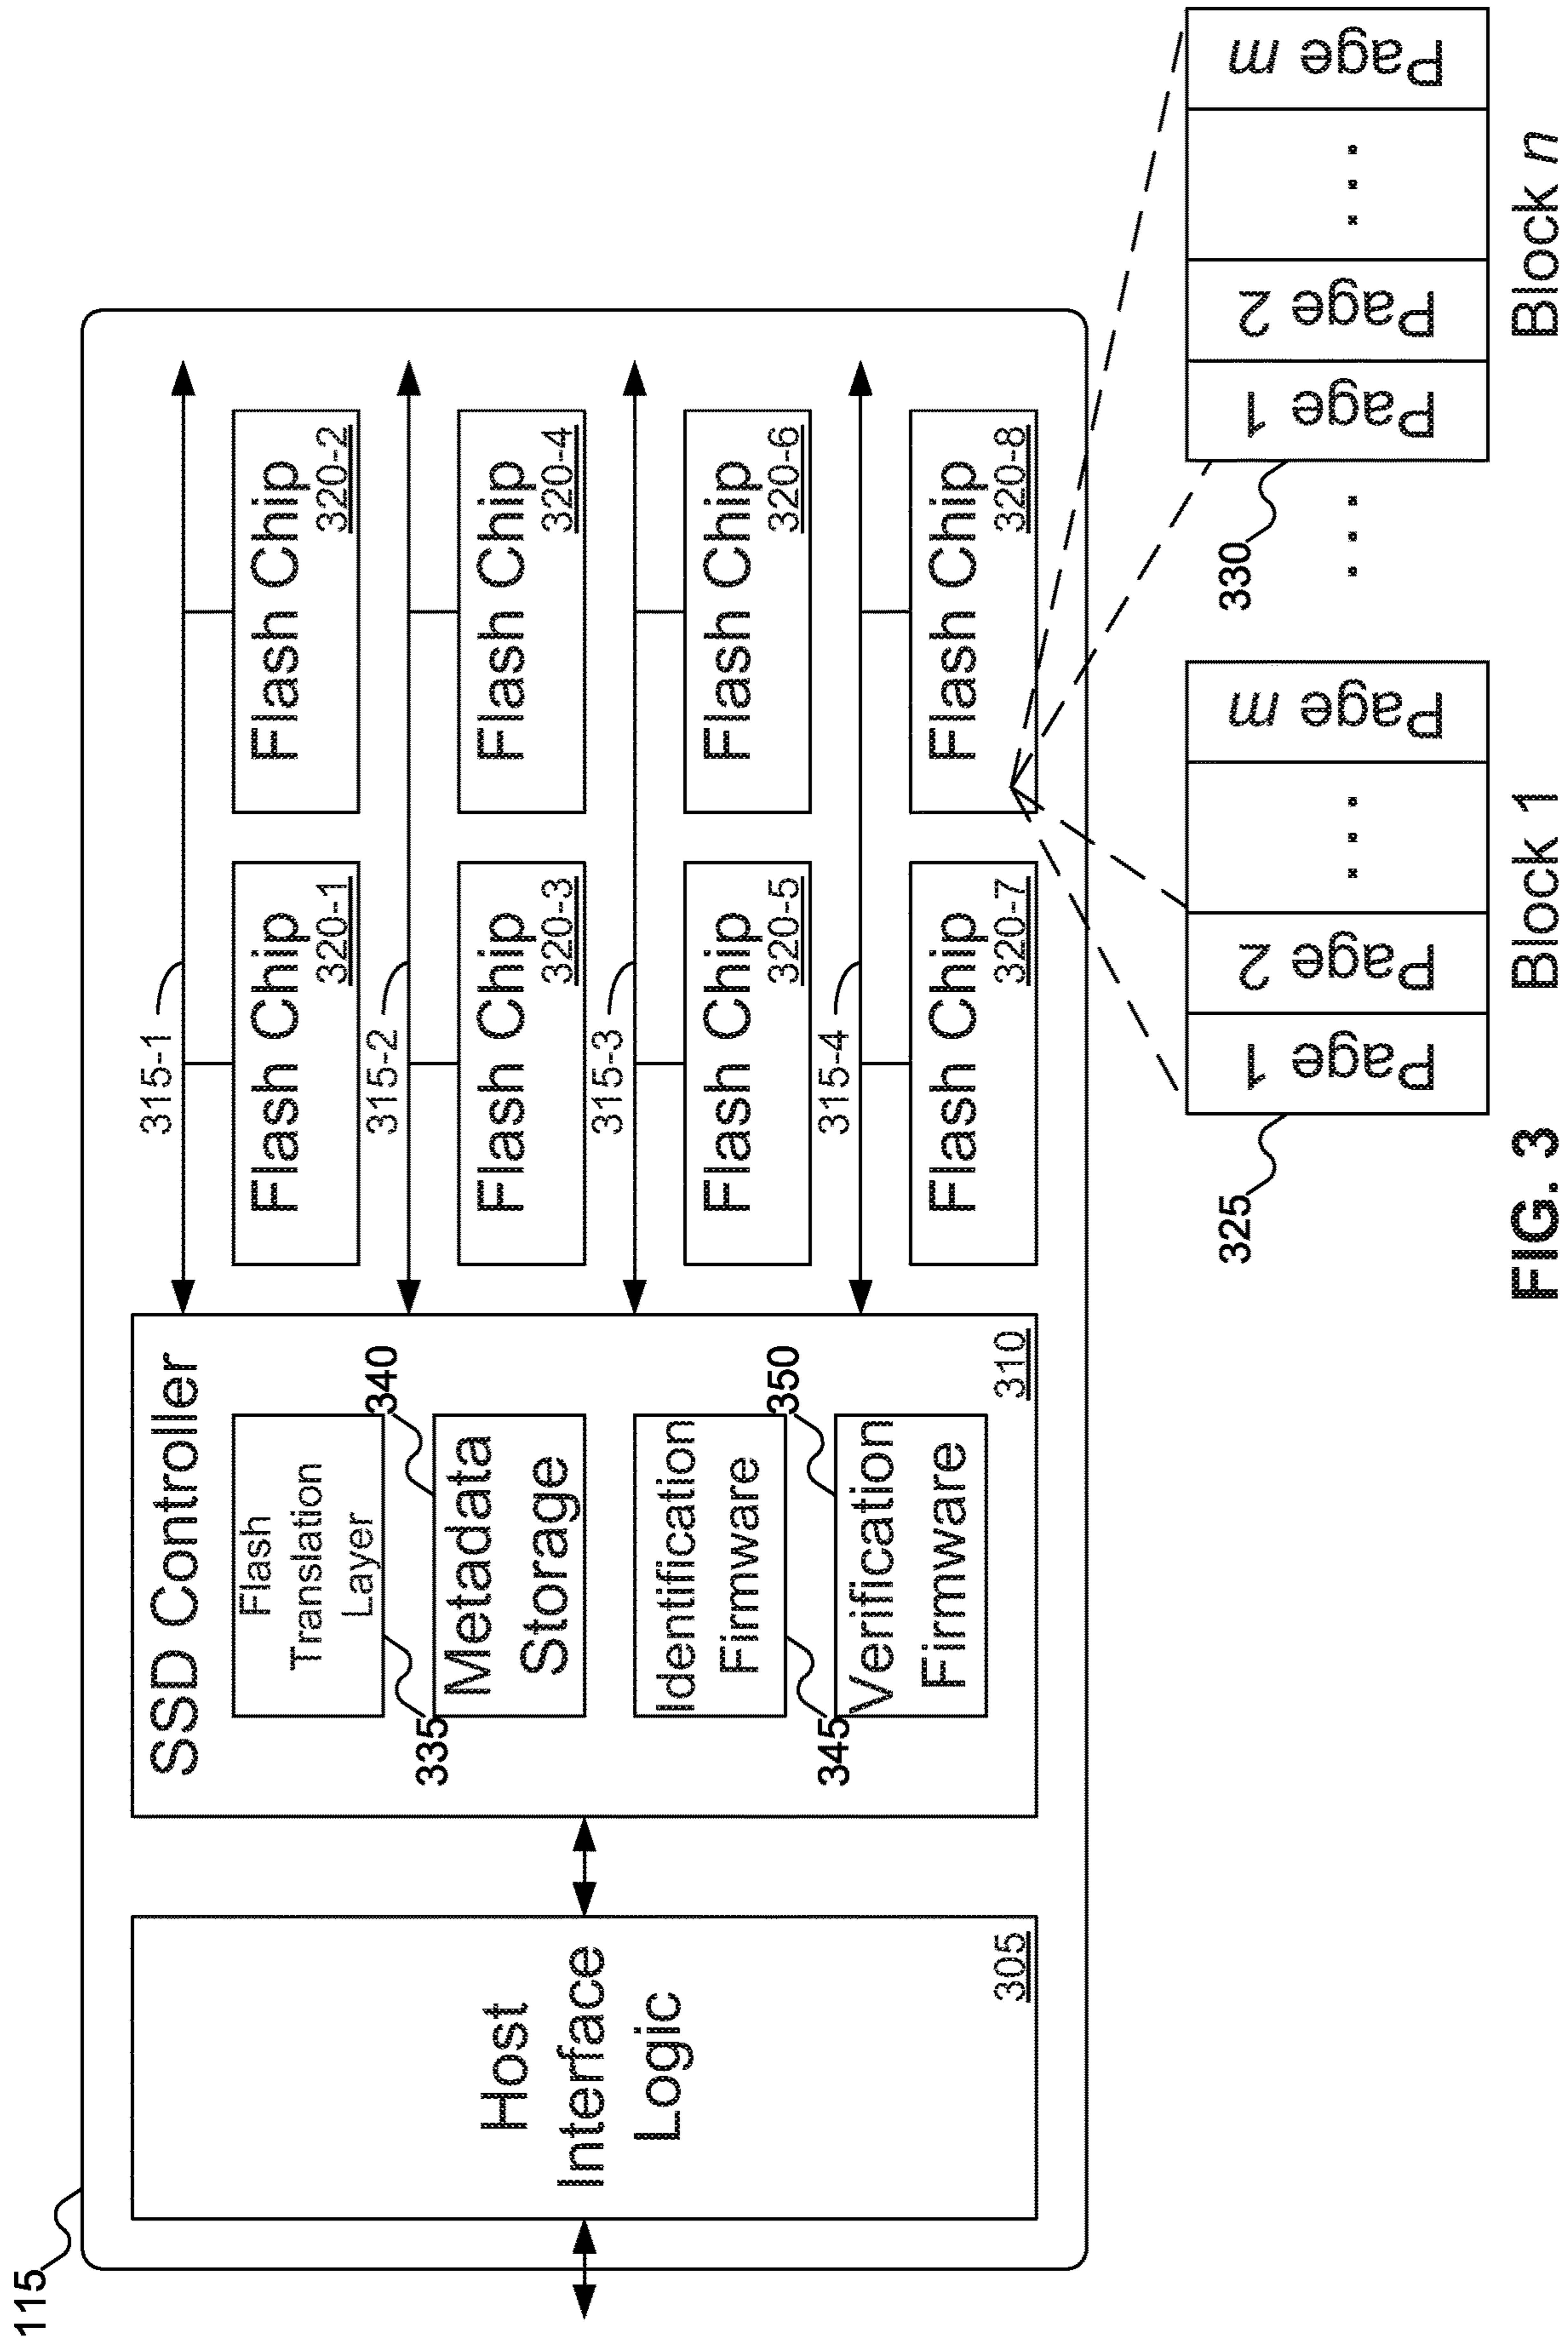 115
Host
Interface
Logic
305
SSD Controller
Flash
Translation
Layer
335
340
Metadata
Storage
Identification
Firmware
345
350
Verification
Firmware
310
315-1
Flash Chip
320-1
Flash Chip
320-2
315-2
Flash Chip
320-3
Flash Chip
320-4
315-3
Flash Chip
320-5
Flash Chip
320-6
315-4
Flash Chip
320-7
Flash Chip
320-8
325
Page 1
Page 2
. . .
Page m
Block 1
. . .
330
Page 1
Page 2
. . .
Page m
Block n
FIG. 3